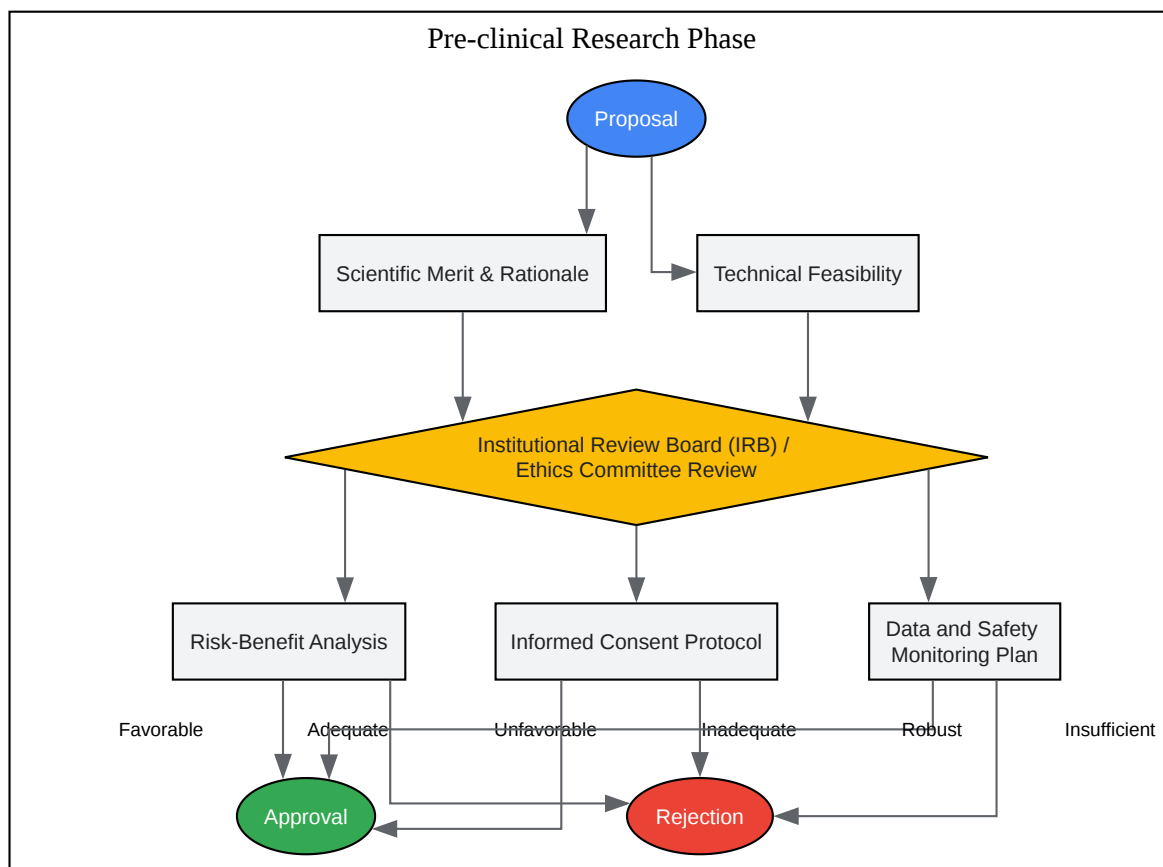 Pre-clinical Research Phase
Proposal
Scientific Merit & Rationale
Technical Feasibility
Institutional Review Board (IRB) /
Ethics Committee Review
Risk-Benefit Analysis
Informed Consent Protocol
Data and Safety
Monitoring Plan
Favorable
Adequate
Unfavorable
Inadequate
Robust
Insufficient
Approval
Rejection